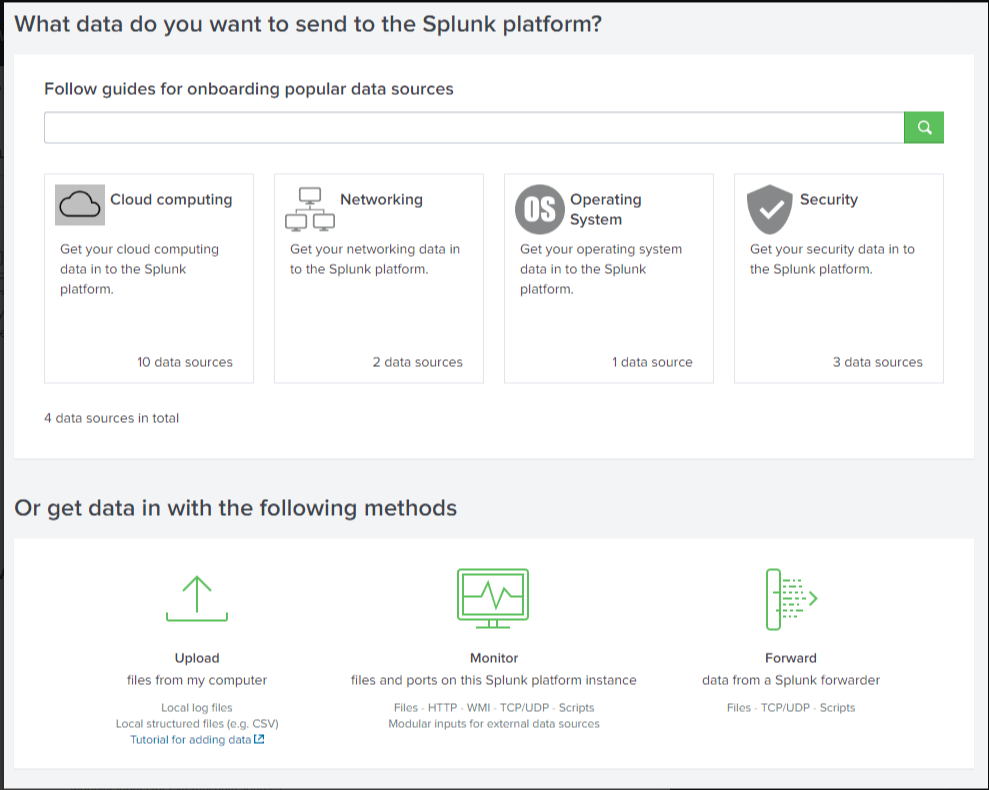 What data do you want to send to the Splunk platform?
Follow guides for onboarding popular data sources
Cloud computing
Get your cloud computing
data in to the Splunk
platform.
10 data sources
Networking
Get your networking data in
to the Splunk platform.
2 data sources
OS
Operating
System
Get your operating system
data in to the Splunk
platform.
1 data source
Security
Get your security data in to
the Splunk platform.
3 data sources
4 data sources in total
Or get data in with the following methods
Upload
files from my computer
Local log files
Local structured files (e.g. CSV)
Tutorial for adding data
Monitor
files and ports on this Splunk platform instance
Files - HTTP - WMI - TCP/UDP - Scripts
Modular inputs for external data sources
Forward
data from a Splunk forwarder
Files - TCP/UDP - Scripts